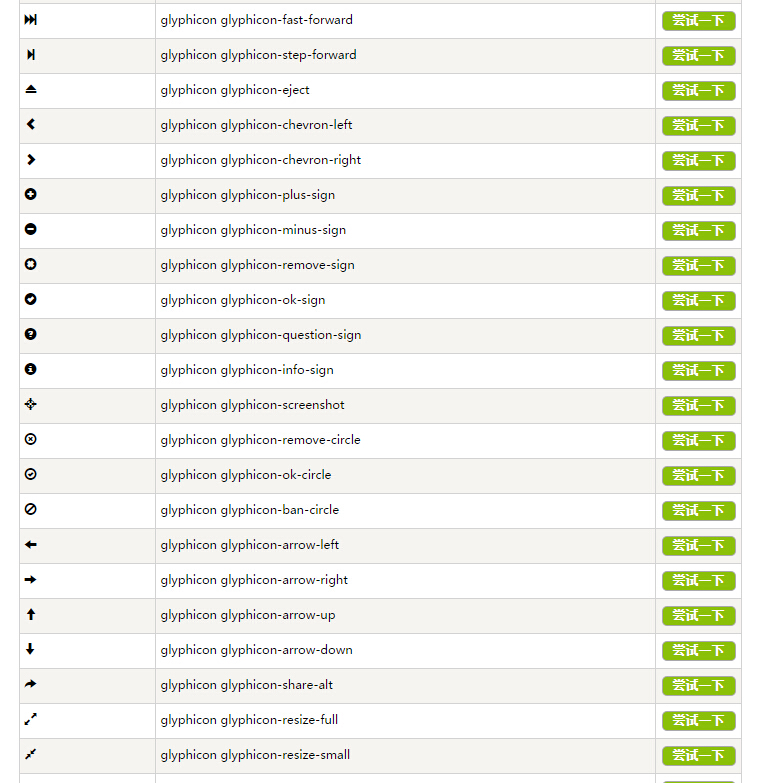 glyphicon glyphicon-fast-forward 尝试一下
glyphicon glyphicon-step-forward 尝试一下
glyphicon glyphicon-eject 尝试一下
glyphicon glyphicon-chevron-left 尝试一下
glyphicon glyphicon-chevron-right 尝试一下
glyphicon glyphicon-plus-sign 尝试一下
glyphicon glyphicon-minus-sign 尝试一下
glyphicon glyphicon-remove-sign 尝试一下
glyphicon glyphicon-ok-sign 尝试一下
glyphicon glyphicon-question-sign 尝试一下
glyphicon glyphicon-info-sign 尝试一下
glyphicon glyphicon-screenshot 尝试一下
glyphicon glyphicon-remove-circle 尝试一下
glyphicon glyphicon-ok-circle 尝试一下
glyphicon glyphicon-ban-circle 尝试一下
glyphicon glyphicon-arrow-left 尝试一下
glyphicon glyphicon-arrow-right 尝试一下
glyphicon glyphicon-arrow-up 尝试一下
glyphicon glyphicon-arrow-down 尝试一下
glyphicon glyphicon-share-alt 尝试一下
glyphicon glyphicon-resize-full 尝试一下
glyphicon glyphicon-resize-small 尝试一下